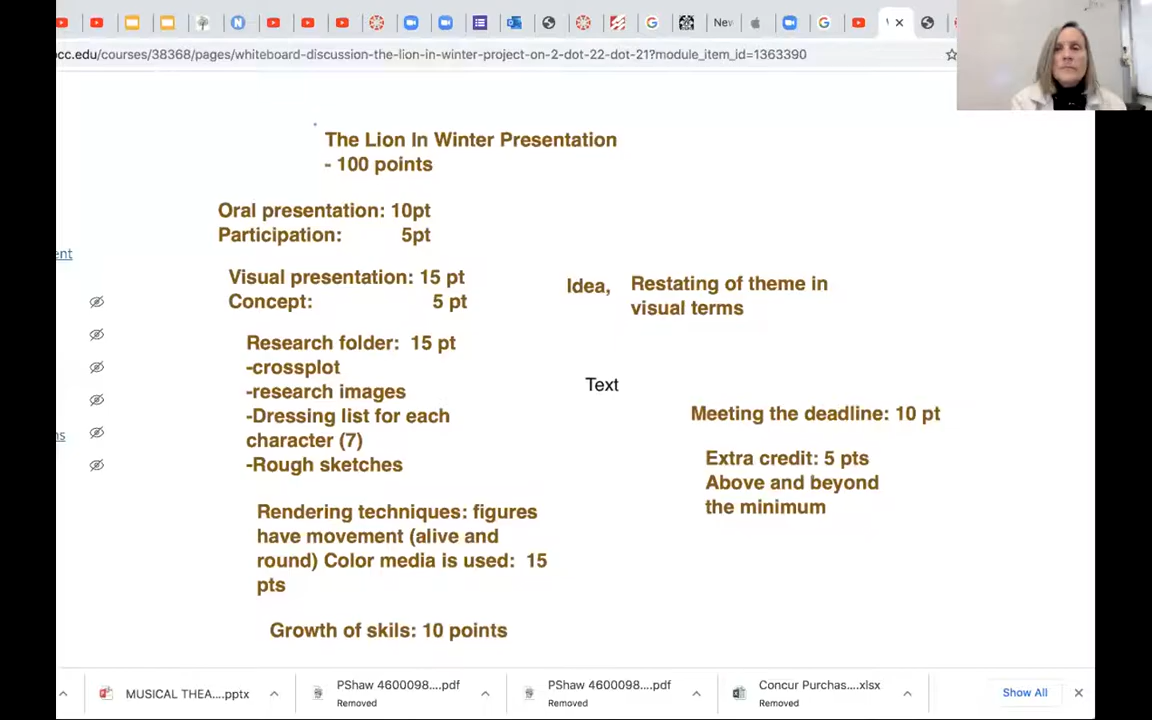 New
occ.edu/courses/38368/pages/whiteboard-discussion-the-lion-in-winter-project-on-2-dot-22-dot-21?module_item_id=1363390
The Lion In Winter Presentation
- 100 points
Oral presentation: 10pt
Participation: 5pt
ent
Visual presentation: 15 pt
Concept: 5 pt
Idea, Restating of theme in
visual terms
Research folder: 15 pt
-crossplot
-research images
-Dressing list for each
character (7)
-Rough sketches
ns
Text
Meeting the deadline: 10 pt
Extra credit: 5 pts
Above and beyond
the minimum
Rendering techniques: figures
have movement (alive and
round) Color media is used: 15
pts
Growth of skils: 10 points
MUSICAL THEA....pptx
PShaw 4600098....pdf
Removed
PShaw 4600098....pdf
Removed
Concur Purchas....xlsx
Removed
Show All